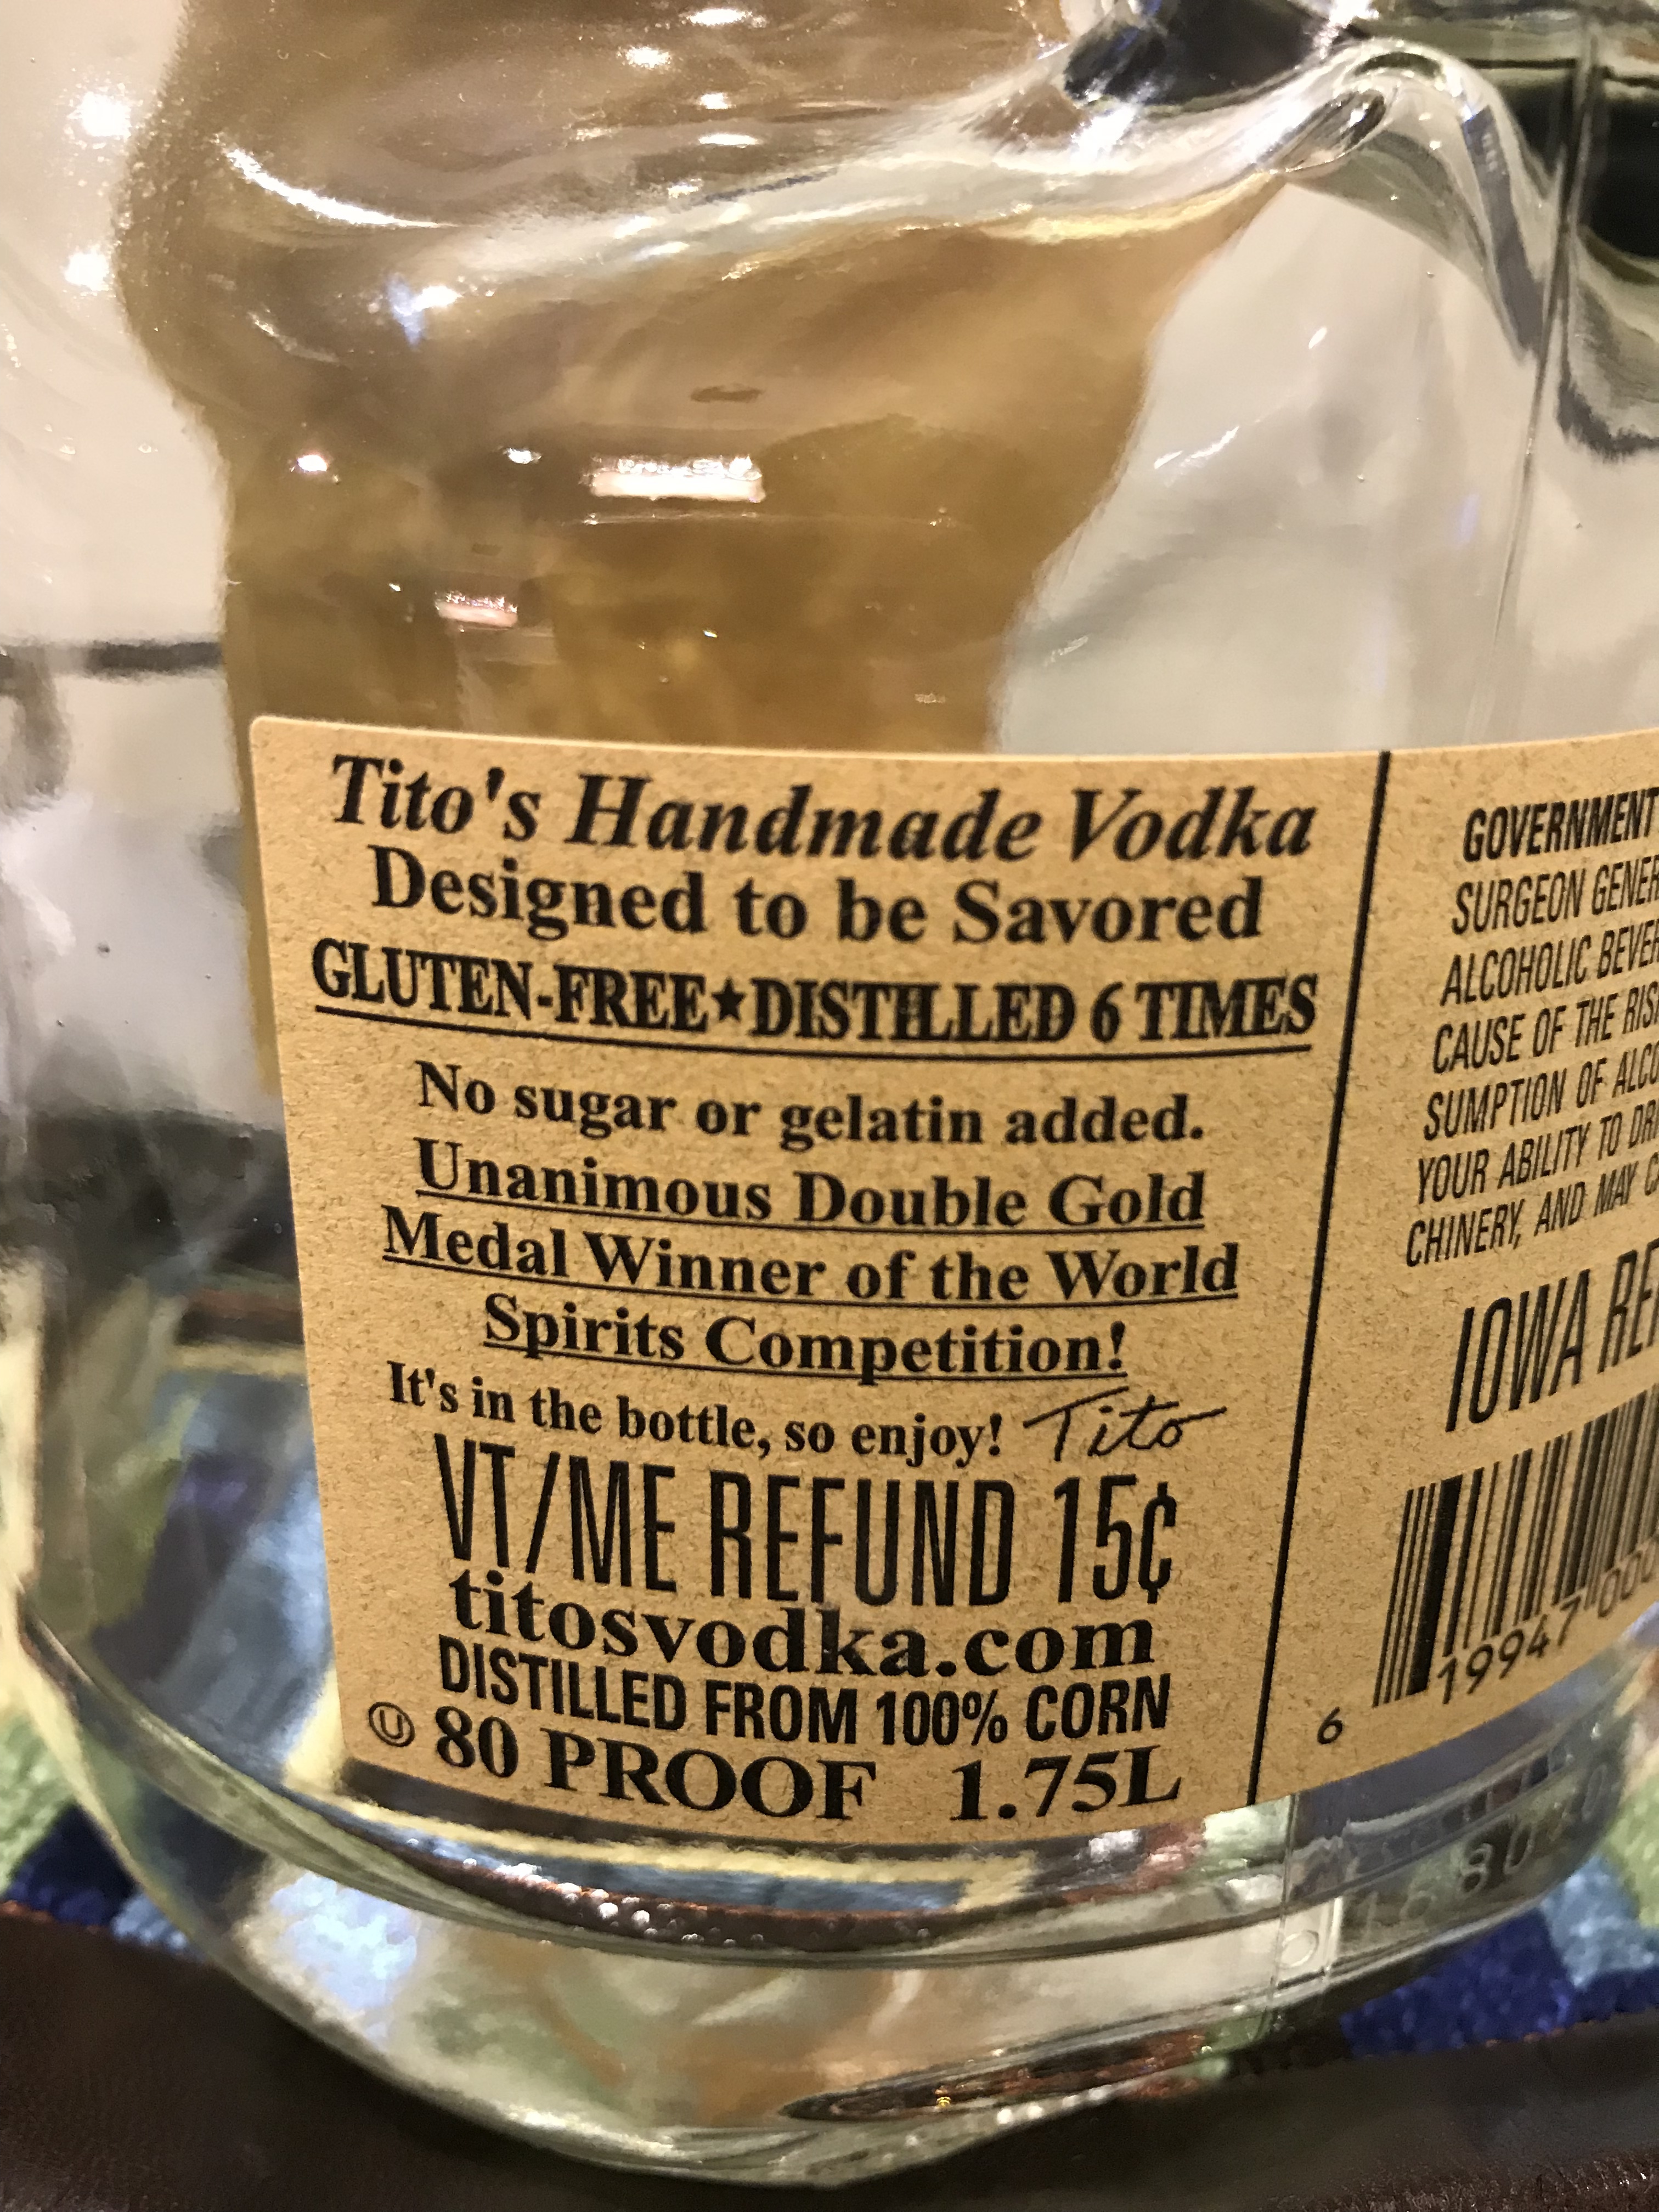 Tito's Handmade Vodka
Designed to be Savored
GLUTEN-FREE★DISTILLED 6 TIMES
No sugar or gelatin added.
Unanimous Double Gold
Medal Winner of the World
Spirits Competition!
It's in the bottle, so enjoy! Tito
VT/ME REFUND 15¢
titosvodka.com
DISTILLED FROM 100% CORN
Ⓤ 80 PROOF 1.75L
GOVERNMENT
SURGEON GENER
ALCOHOLIC BEVER
CAUSE OF THE RIS
SUMPTION OF ALCO
YOUR ABILITY TO DRI
CHINERY, AND MAY C
IOWA REF
6 19947 000